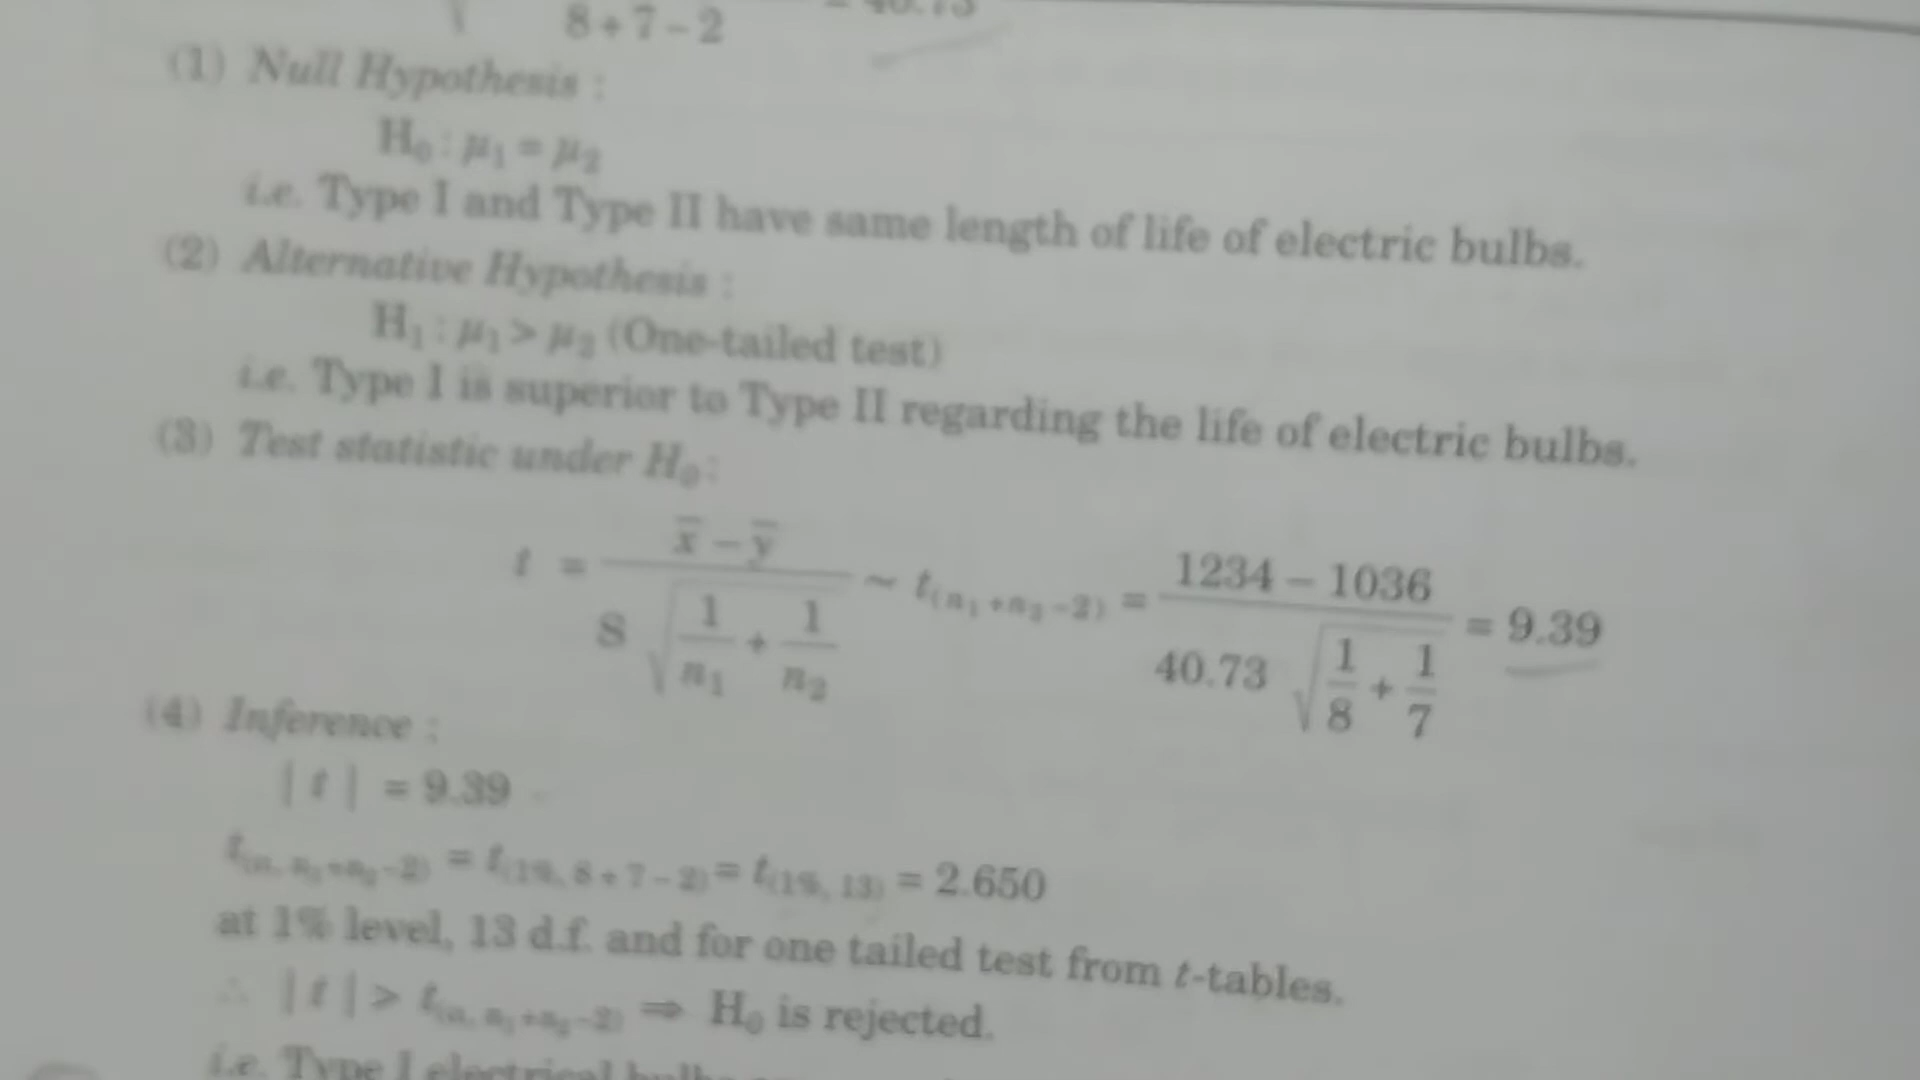 8 + 7 – 2
(1) Null Hypothesis :
H₀ : μ₁ = μ₂
i.e. Type I and Type II have same length of life of electric bulbs.
(2) Alternative Hypothesis :
H₁ : μ₁ > μ₂ (One-tailed test)
i.e. Type I is superior to Type II regarding the life of electric bulbs.
(3) Test statistic under H₀ :
t = (x̄ – ȳ) / (S √(1/n₁ + 1/n₂)) ~ t₍n₁ + n₂ – 2₎ = (1234 – 1036) / (40.73 √(1/8 + 1/7)) = 9.39
(4) Inference :
| t | = 9.39
t₍α, n₁ + n₂ – 2₎ = t₍1%, 8 + 7 – 2₎ = t₍1%, 13₎ = 2.650
at 1% level, 13 d.f. and for one tailed test from t-tables.
∴ | t | > t₍α, n₁ + n₂ – 2₎ ⇒ H₀ is rejected.
i.e. Type I electrical bulbs